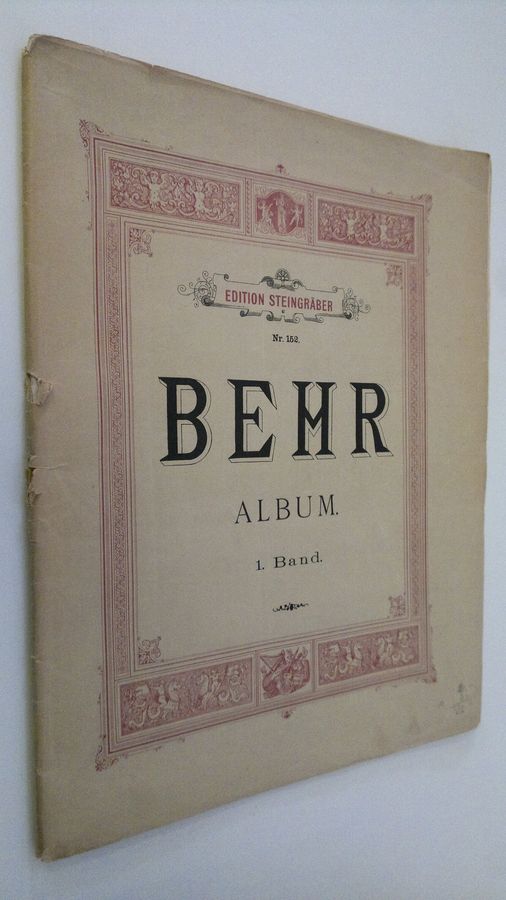 EDITION STEINGRÄBER
Nr. 152.
BEHR
ALBUM.
1. Band.